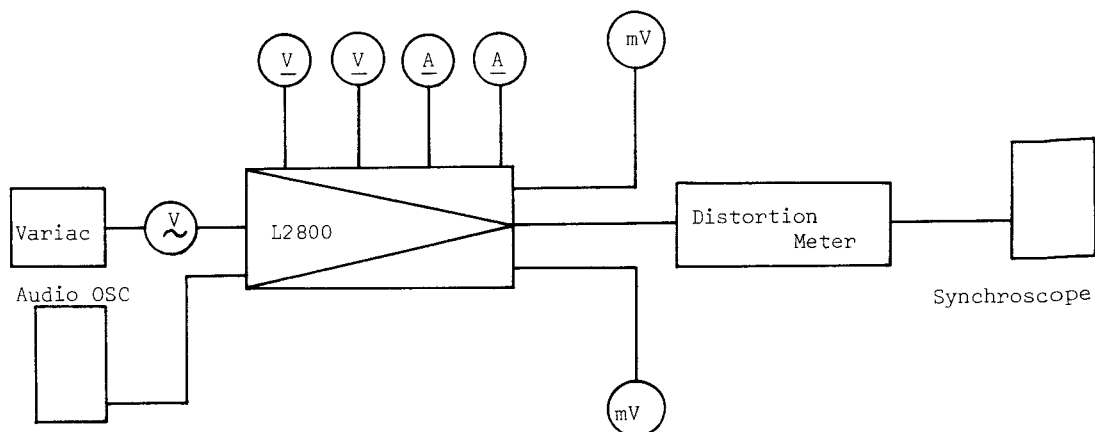 V
V
A
A
mV
Variac
V
~
L2800
Distortion
Meter
Audio OSC
Synchroscope
mV